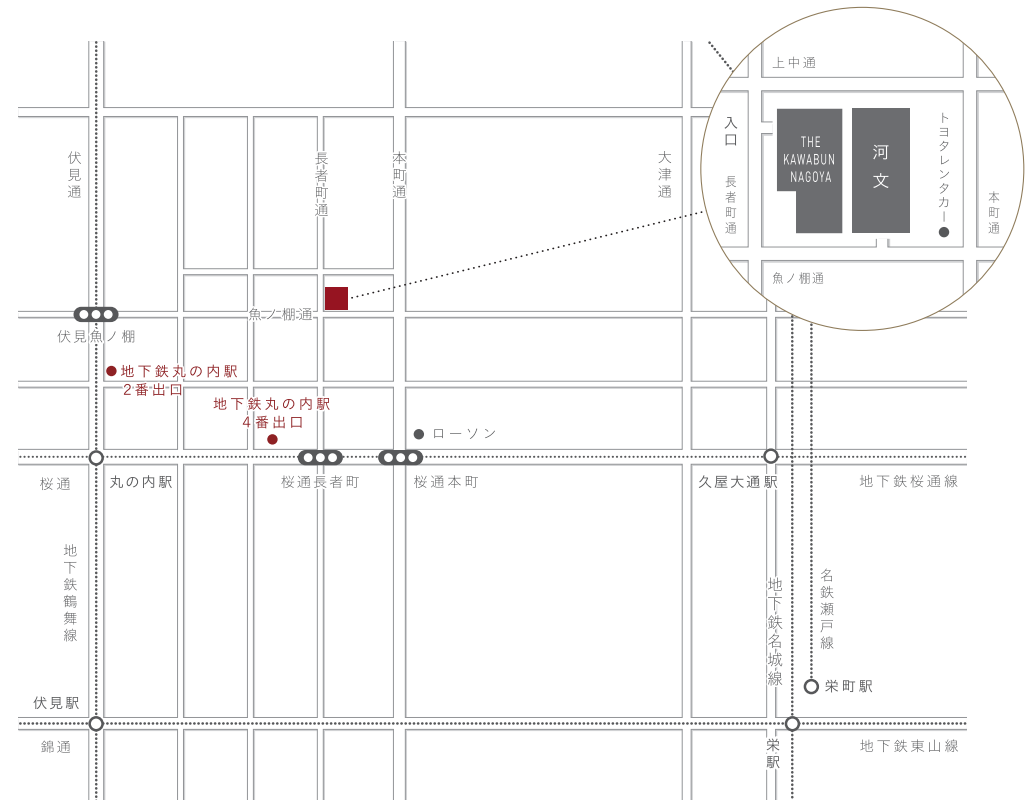 上中通
入口
THE
KAWABUN
NAGOYA
河文
トヨタレンタカー
長者町通
本町通
魚ノ棚通
伏見通
長者町通
本町通
大津通
魚ノ棚通
伏見魚ノ棚
地下鉄丸の内駅
2番出口
地下鉄丸の内駅
4番出口
ローソン
桜通
丸の内駅
桜通長者町
桜通本町
久屋大通駅
地下鉄桜通線
地下鉄鶴舞線
地下鉄名城線
名鉄瀬戸線
栄町駅
伏見駅
錦通
栄駅
地下鉄東山線